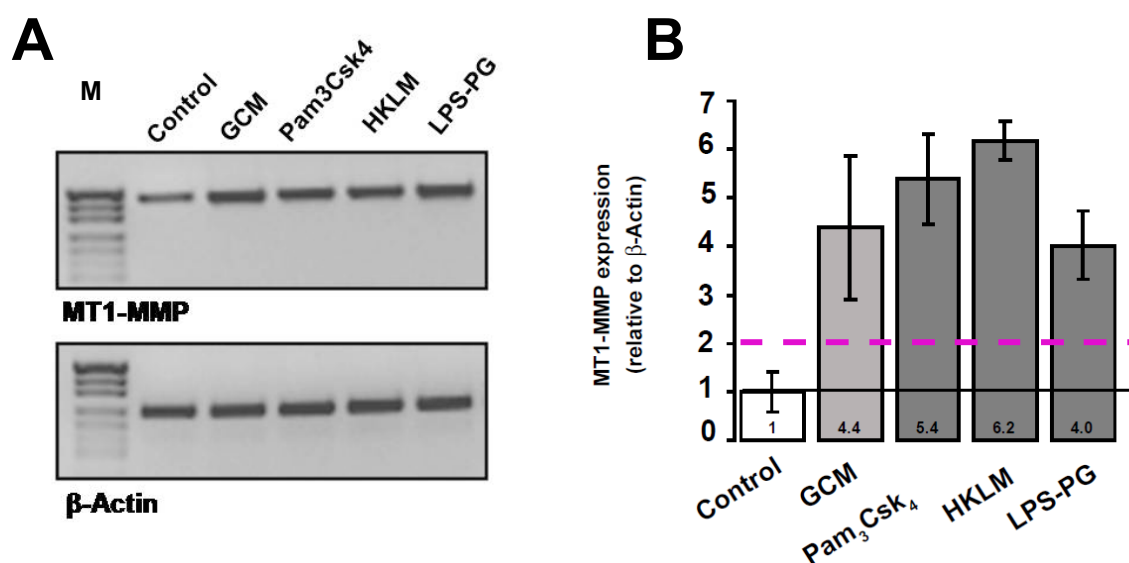 A
M
Control
GCM
Pam3Csk4
HKLM
LPS-PG
MT1-MMP
β-Actin
B
MT1-MMP expression
(relative to β-Actin)
7
6
5
4
3
2
1
0
1
4.4
5.4
6.2
4.0
Control
GCM
Pam₃Csk₄
HKLM
LPS-PG